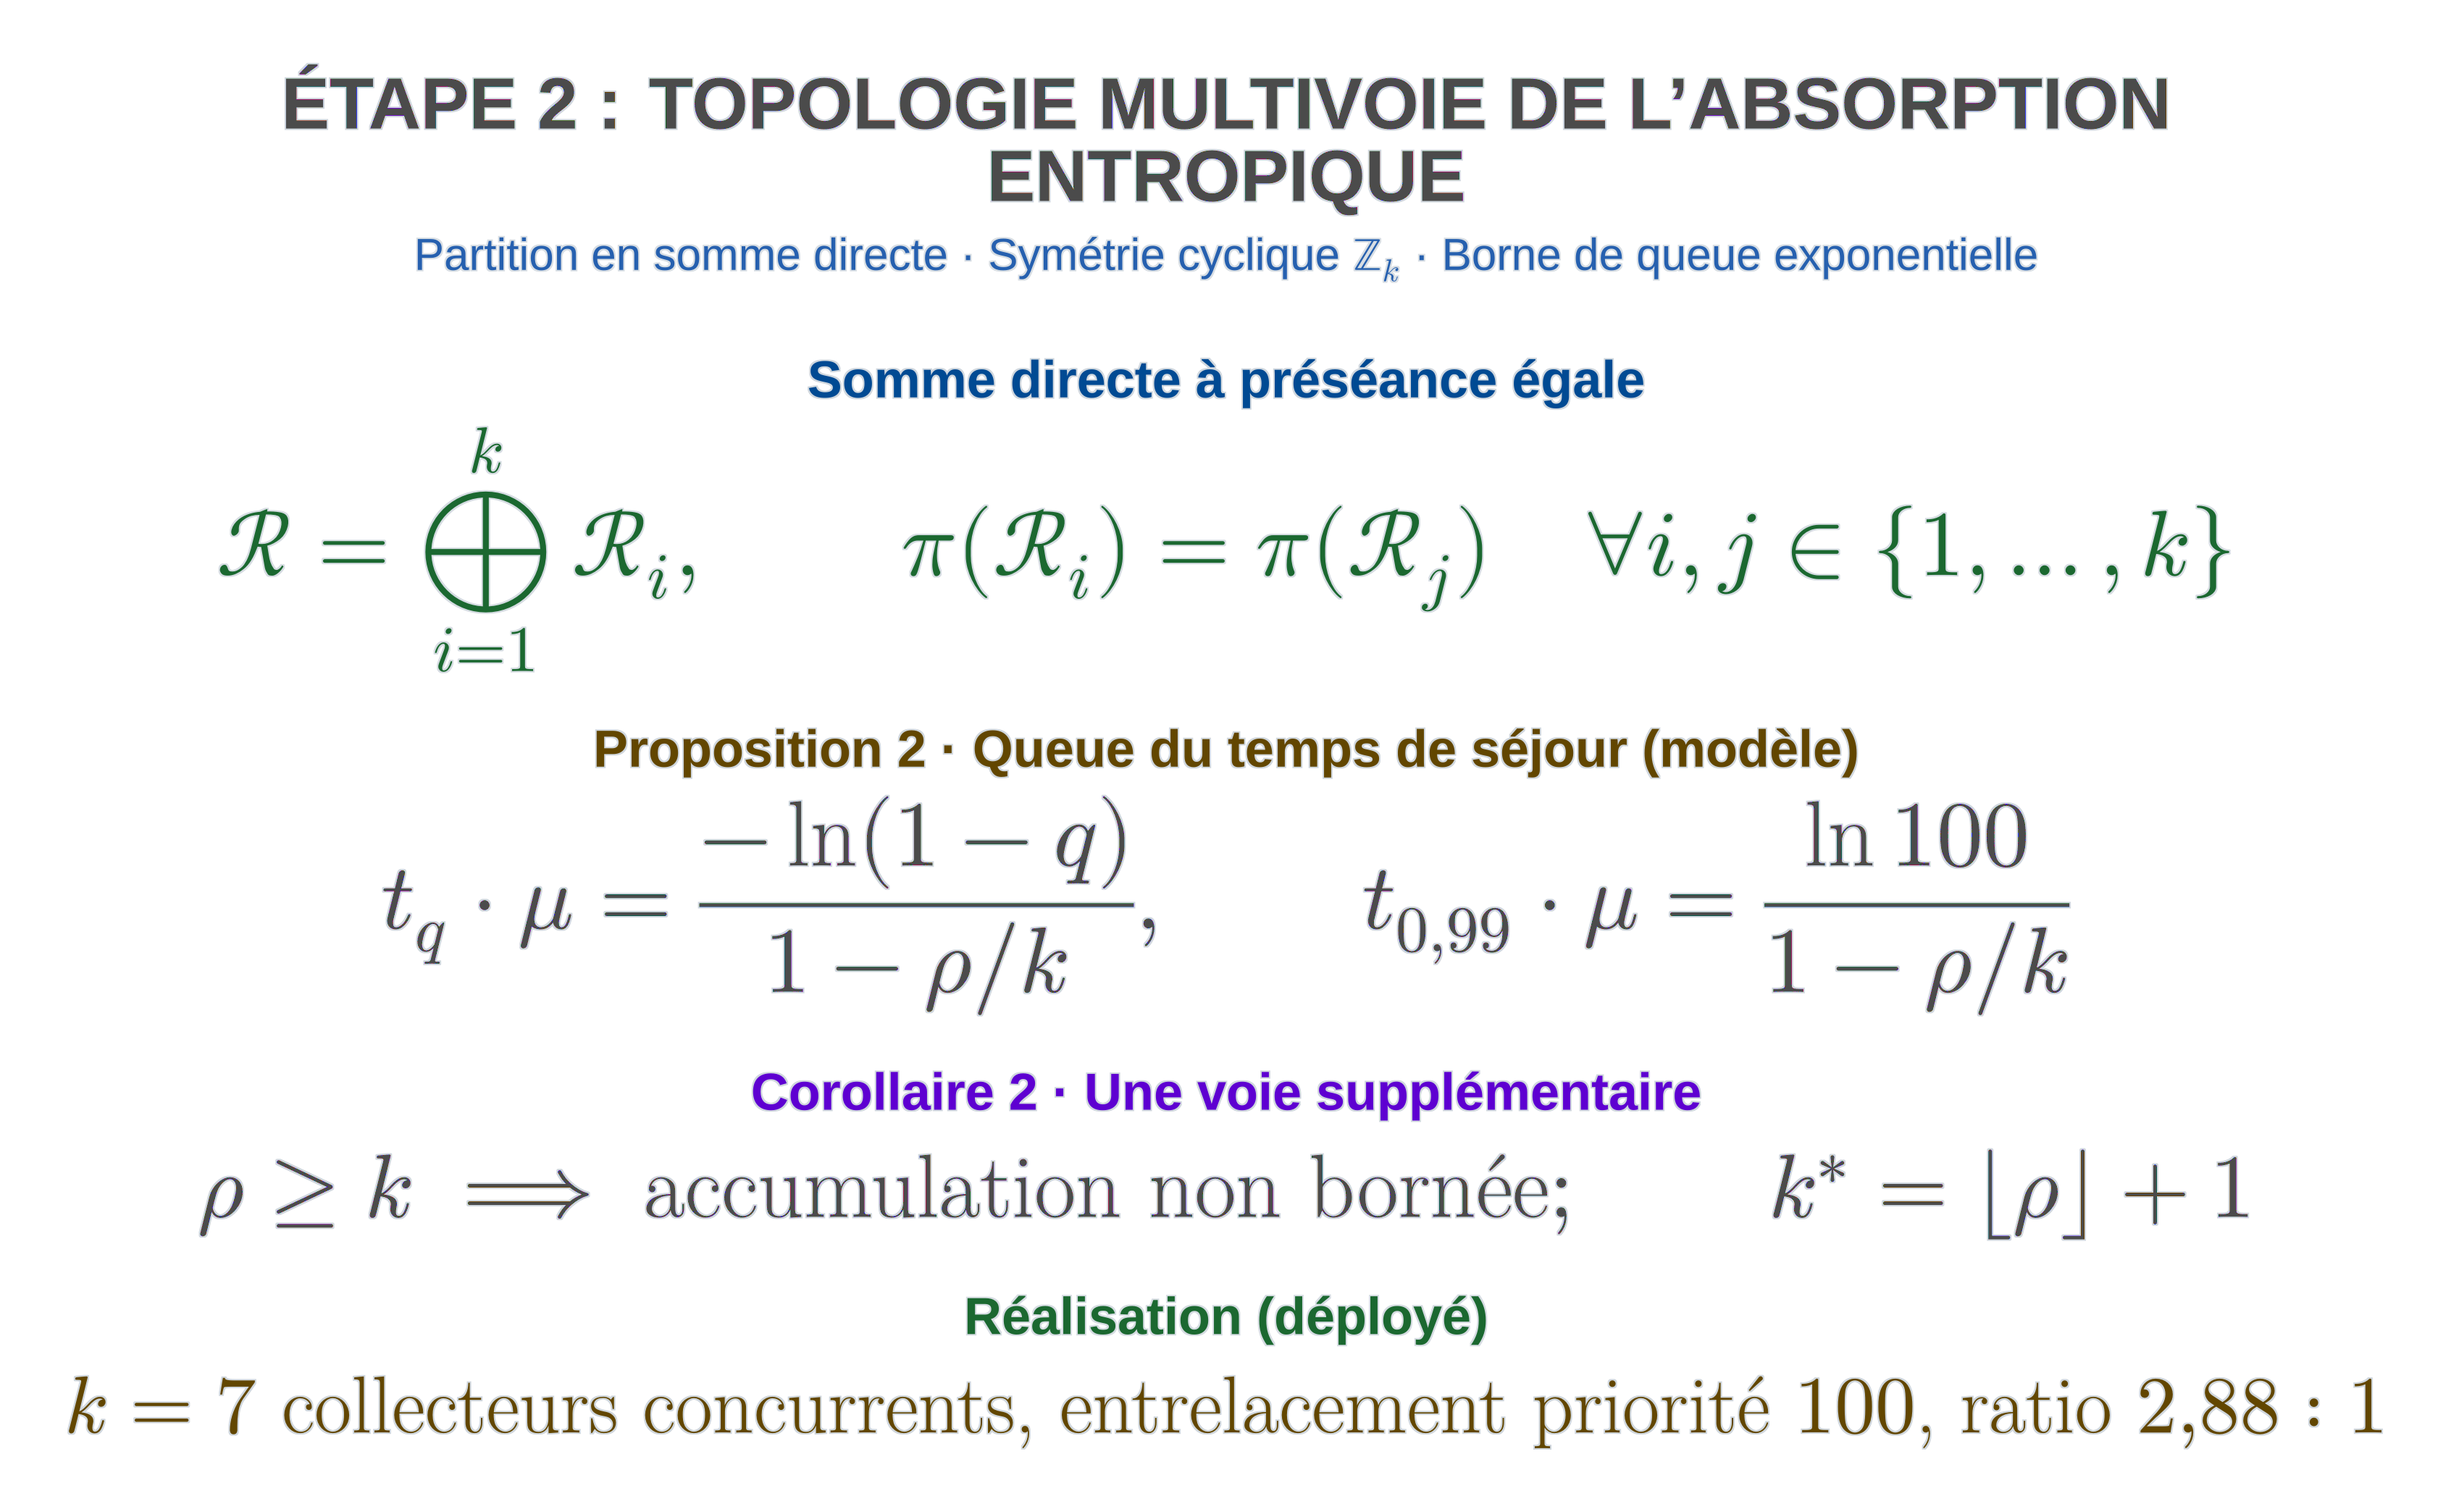 ÉTAPE 2 : TOPOLOGIE MULTIVOIE DE L’ABSORPTION
ENTROPIQUE
Partition en somme directe · Symétrie cyclique ℤ_k · Borne de queue exponentielle
Somme directe à préséance égale
ℛ = ⨁_{i=1}^{k} ℛ_i, π(ℛ_i) = π(ℛ_j) ∀i, j ∈ {1, ..., k}
Proposition 2 · Queue du temps de séjour (modèle)
t_q · μ = \frac{− ln(1 − q)}{1 − ρ/k}, t_{0,99} · μ = \frac{ln 100}{1 − ρ/k}
Corollaire 2 · Une voie supplémentaire
ρ ≥ k ⟹ accumulation non bornée; k* = ⌊ρ⌋ + 1
Réalisation (déployé)
k = 7 collecteurs concurrents, entrelacement priorité 100, ratio 2,88 : 1